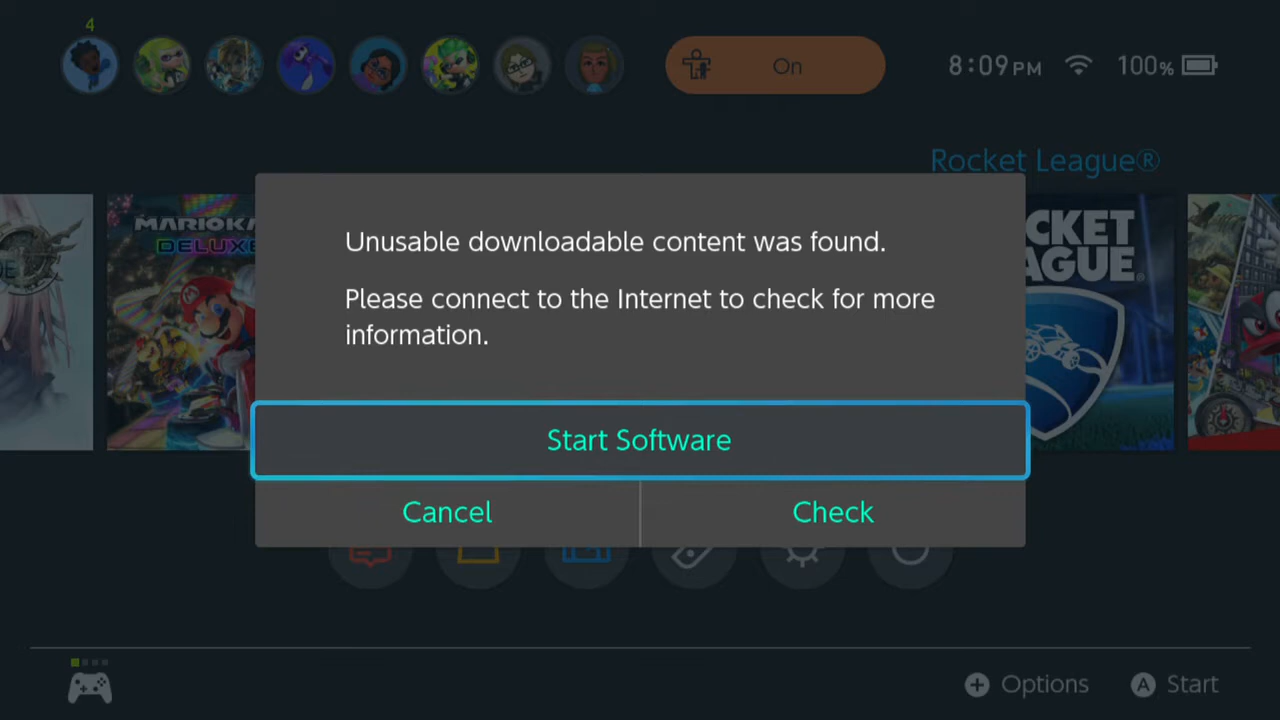 4
On
8:09PM
100%
Rocket League®
MARIOKA
DELUXE
CKET
AGUE
Unusable downloadable content was found.
Please connect to the Internet to check for more
information.
Start Software
Cancel
Check
+ Options
A Start